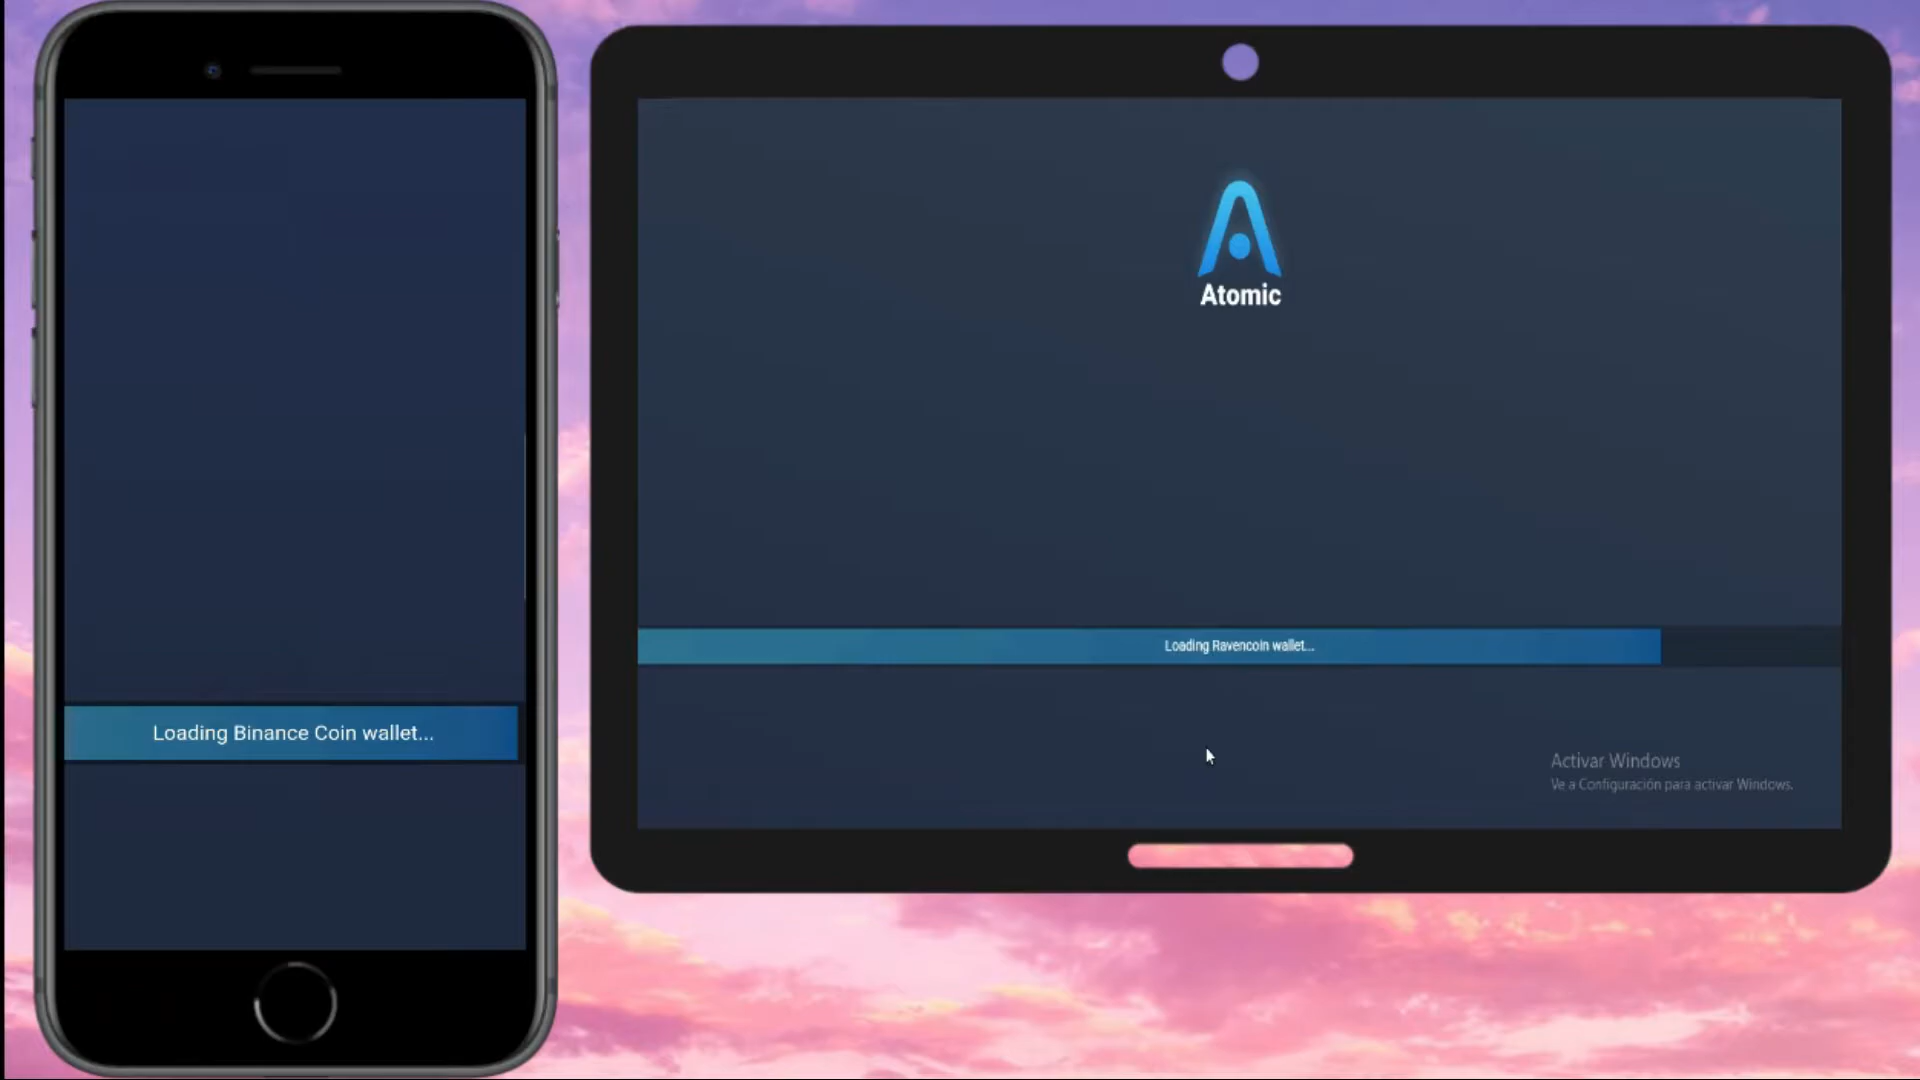 Atomic
Loading Ravencoin wallet...
Loading Binance Coin wallet...
Activar Windows
Ve a Configuración para activar Windows.